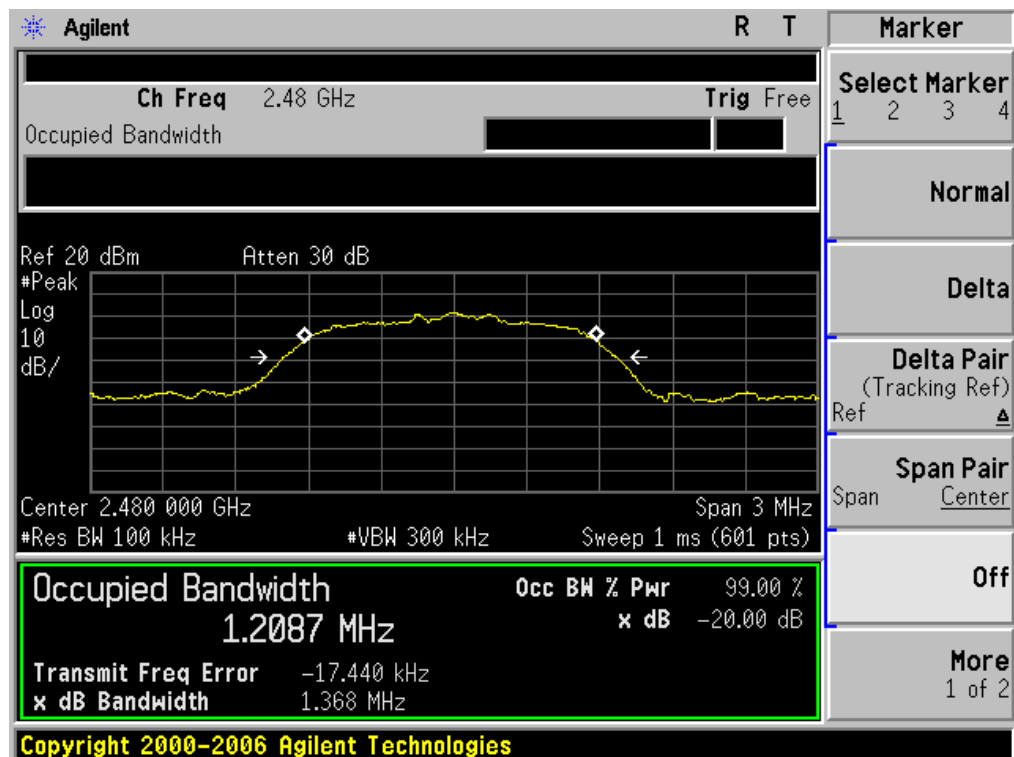 Agilent R T
Ch Freq 2.48 GHz Trig Free
Occupied Bandwidth
Ref 20 dBm Atten 30 dB
#Peak
Log
10
dB/
Center 2.480 000 GHz Span 3 MHz
#Res BW 100 kHz #VBW 300 kHz Sweep 1 ms (601 pts)
Occupied Bandwidth Occ BW % Pwr 99.00 %
1.2087 MHz x dB -20.00 dB
Transmit Freq Error -17.440 kHz
x dB Bandwidth 1.368 MHz
Copyright 2000-2006 Agilent Technologies
Marker
Select Marker
1 2 3 4
Normal
Delta
Delta Pair
(Tracking Ref)
Ref Δ
Span Pair
Span Center
Off
More
1 of 2